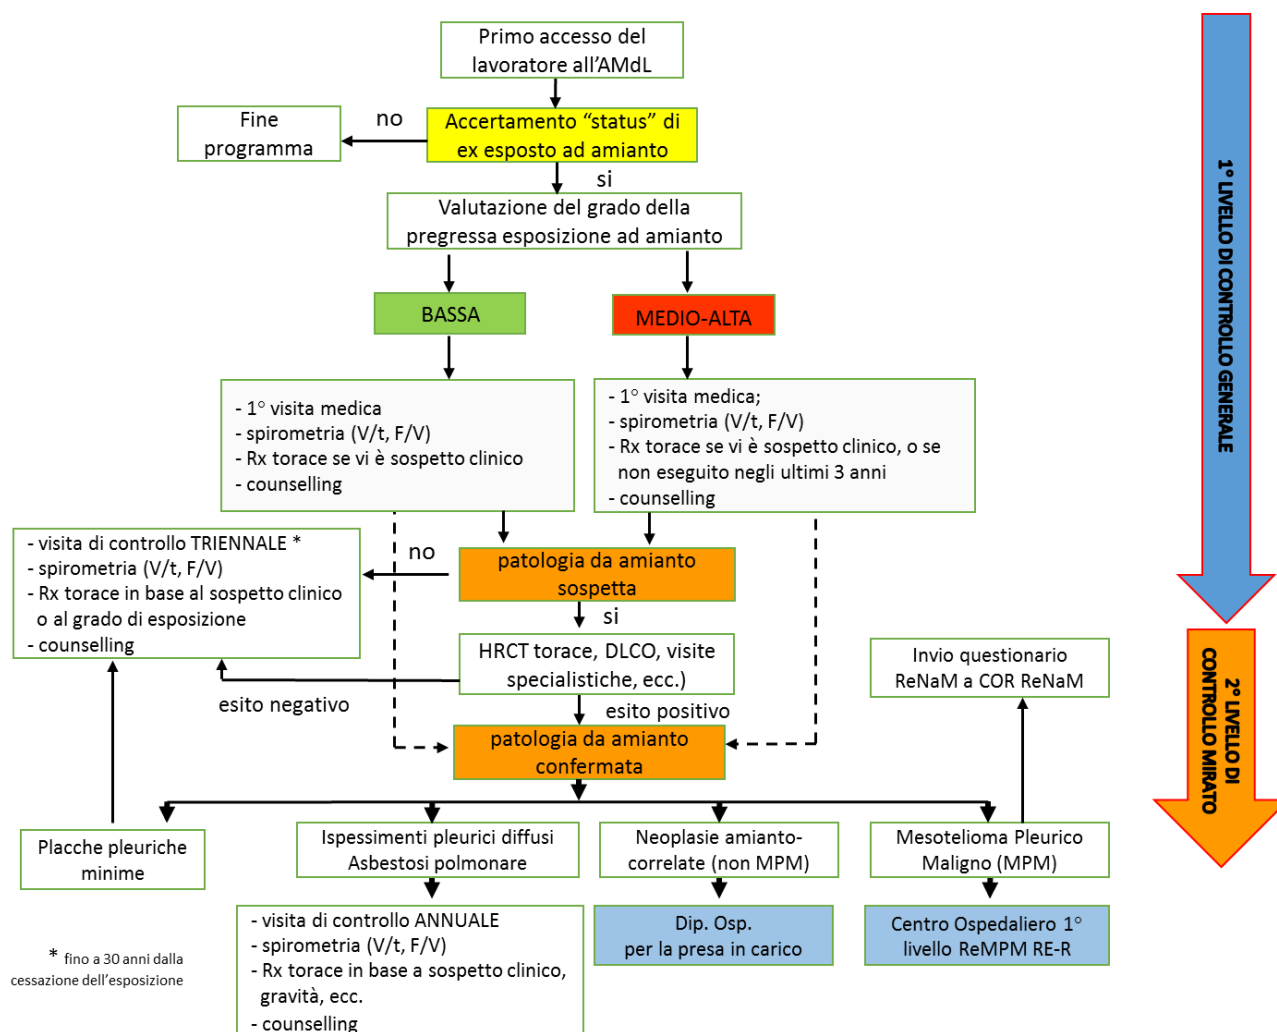 Primo accesso del
lavoratore all'AMdL
Fine
programma
no
Accertamento “status” di
ex esposto ad amianto
si
Valutazione del grado della
pregressa esposizione ad amianto
BASSA
MEDIO-ALTA
- 1° visita medica
- spirometria (V/t, F/V)
- Rx torace se vi è sospetto clinico
- counselling
- 1° visita medica;
- spirometria (V/t, F/V)
- Rx torace se vi è sospetto clinico, o se
non eseguito negli ultimi 3 anni
- counselling
1° LIVELLO DI CONTROLLO GENERALE
- visita di controllo TRIENNALE *
- spirometria (V/t, F/V)
- Rx torace in base al sospetto clinico
o al grado di esposizione
- counselling
no
patologia da amianto
sospetta
si
HRCT torace, DLCO, visite
specialistiche, ecc.)
esito negativo
esito positivo
Invio questionario
ReNaM a COR ReNaM
2° LIVELLO DI
CONTROLLO MIRATO
patologia da amianto
confermata
Placche pleuriche
minime
Ispessimenti pleurici diffusi
Asbestosi polmonare
Neoplasie amianto-
correlate (non MPM)
Mesotelioma Pleurico
Maligno (MPM)
- visita di controllo ANNUALE
- spirometria (V/t, F/V)
- Rx torace in base a sospetto clinico,
gravità, ecc.
- counselling
Dip. Osp.
per la presa in carico
Centro Ospedaliero 1°
livello ReMPM RE-R
* fino a 30 anni dalla
cessazione dell'esposizione